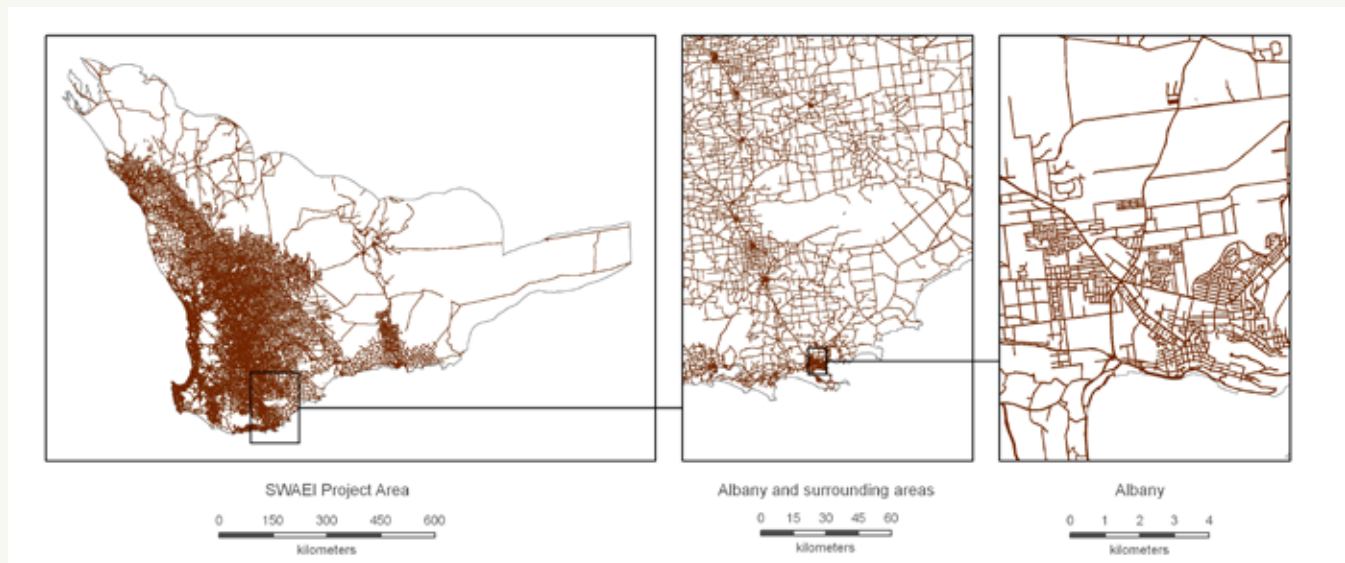 SWAEI Project Area
0 150 300 450 600
kilometers
Albany and surrounding areas
0 15 30 45 60
kilometers
Albany
0 1 2 3 4
kilometers